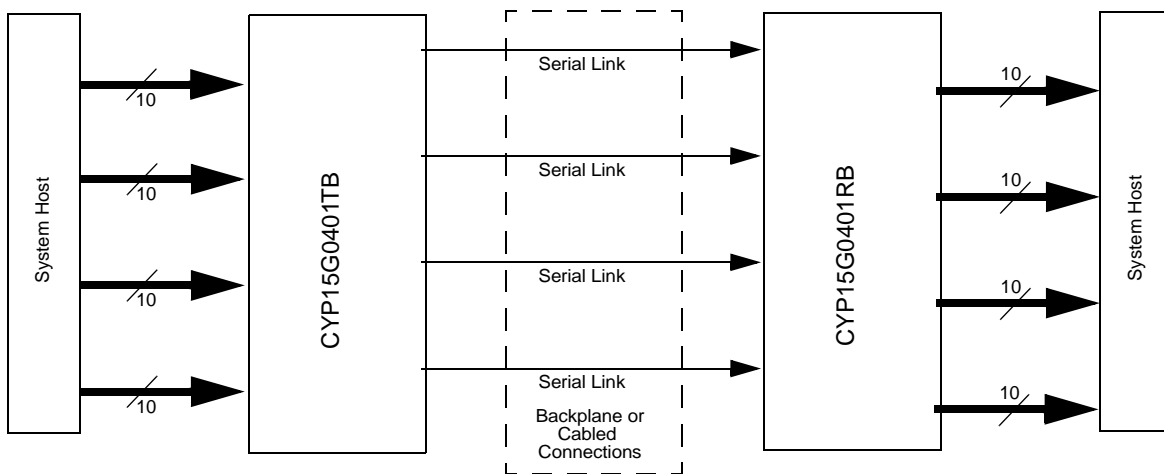 System Host
10
10
10
10
CYP15G0401TB
Serial Link
Serial Link
Serial Link
Serial Link
Backplane or
Cabled
Connections
CYP15G0401RB
10
10
10
10
System Host